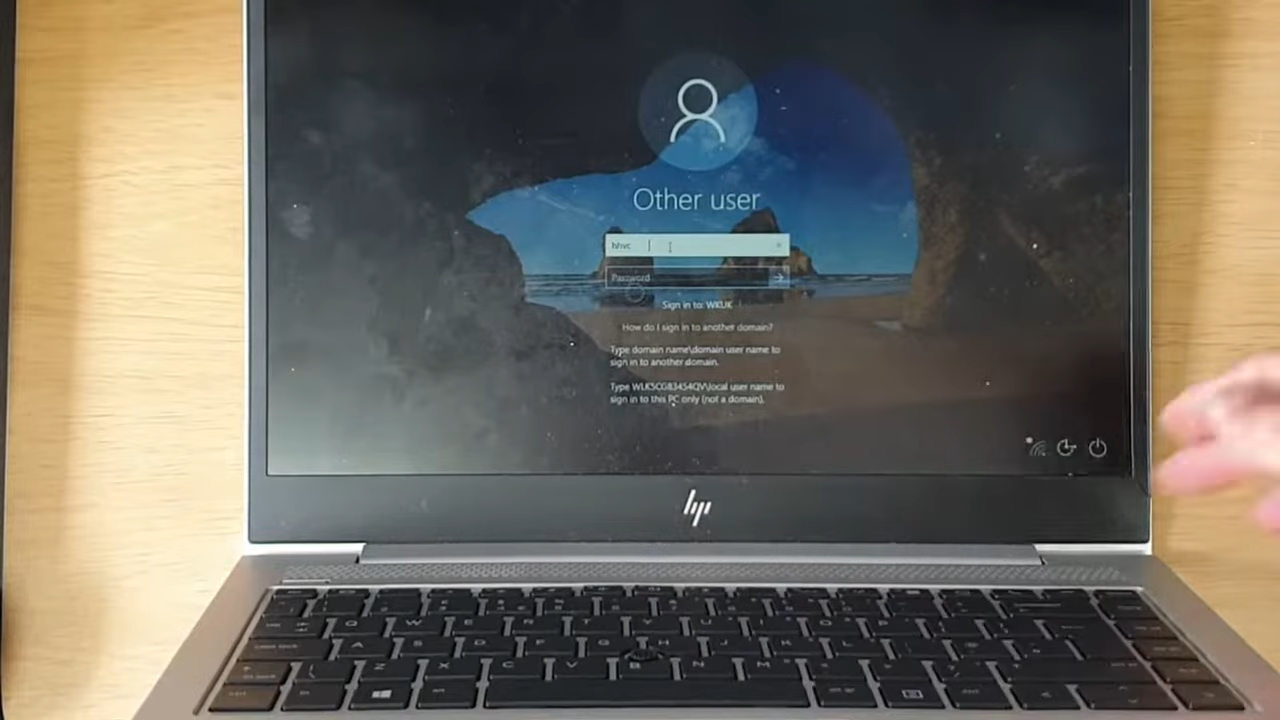 Other user
hhvc
Password
Sign in to: WKUK
How do I sign in to another domain?
Type domain name\domain user name to
sign in to another domain.
Type WLK5CG83454QV\local user name to
sign in to this PC only (not a domain).
hp
Q W E R T Y U I O P
A S D F G H J K L
Z X C V B N M